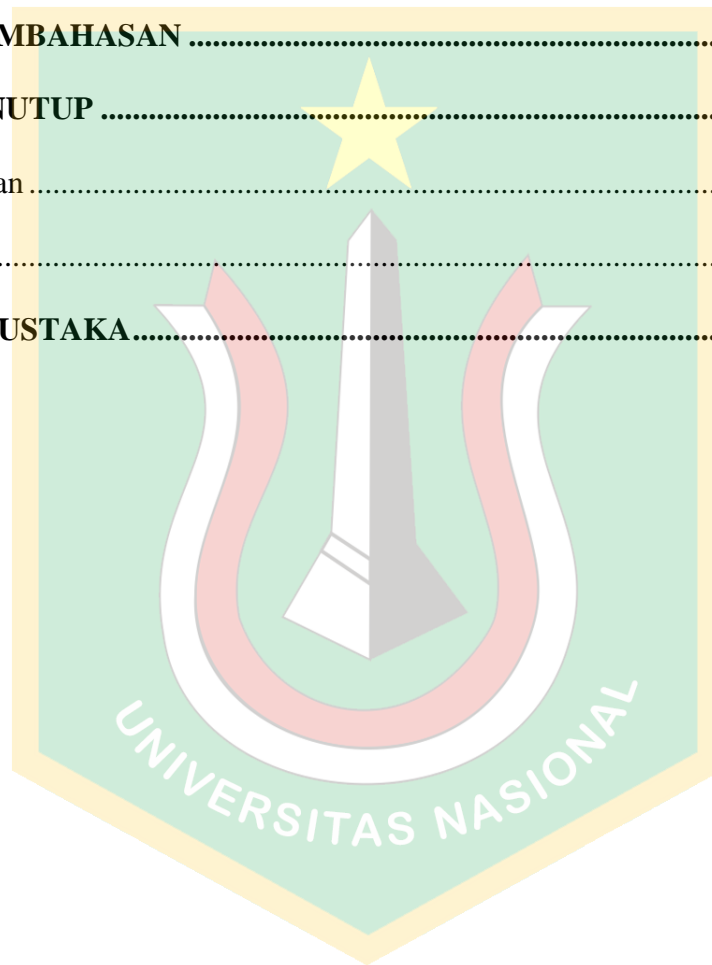 MBAHASAN ................................................................
NUTUP ................................................................
an ................................................................
................................................................
USTAKA ................................................................
UNIVERSITAS NASIONAL